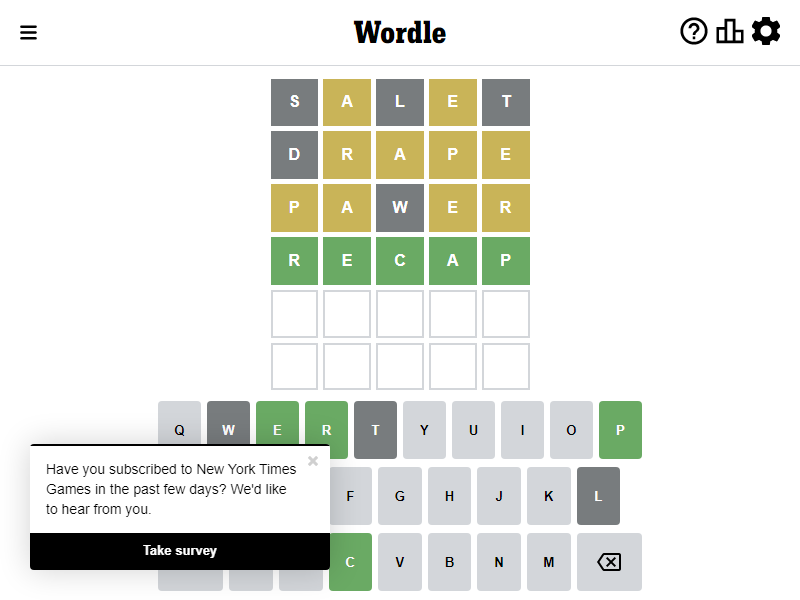 Wordle
S A L E T
D R A P E
P A W E R
R E C A P
Q W E R T Y U I O P
F G H J K L
C V B N M
Have you subscribed to New York Times
Games in the past few days? We'd like
to hear from you.
Take survey